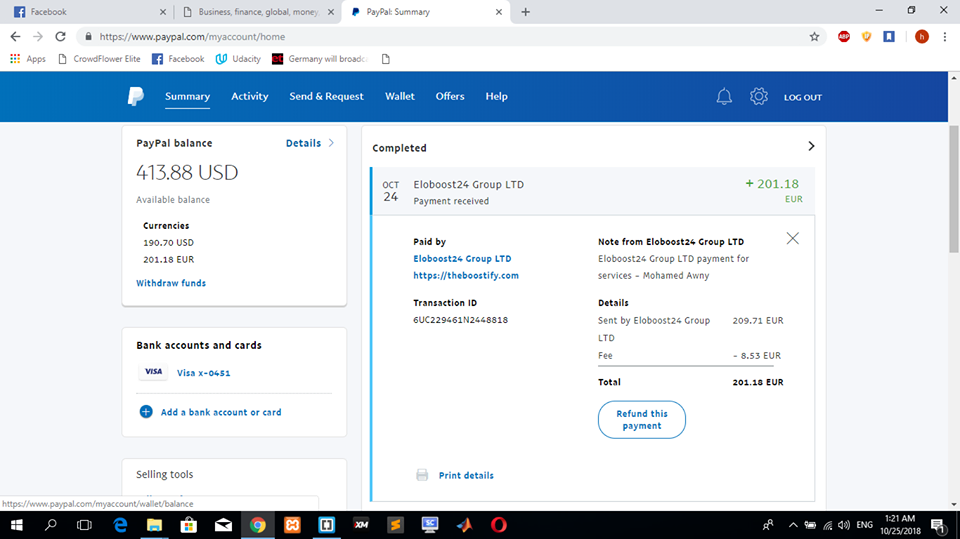 Facebook
Business, finance, global, money,
PayPal: Summary
https://www.paypal.com/myaccount/home
ABP
h
Apps
CrowdFlower Elite
Facebook
Udacity
Germany will broadc
Summary
Activity
Send & Request
Wallet
Offers
Help
LOG OUT
PayPal balance
Details
413.88 USD
Available balance
Currencies
190.70 USD
201.18 EUR
Withdraw funds
Bank accounts and cards
VISA
Visa x-0451
Add a bank account or card
Selling tools
Completed
OCT
24
Eloboost24 Group LTD
Payment received
+ 201.18
EUR
Paid by
Eloboost24 Group LTD
https://theboostify.com
Transaction ID
6UC229461N2448818
Note from Eloboost24 Group LTD
Eloboost24 Group LTD payment for
services - Mohamed Awny
Details
Sent by Eloboost24 Group
LTD
209.71 EUR
Fee
- 8.53 EUR
Total
201.18 EUR
Refund this
payment
Print details
https://www.paypal.com/myaccount/wallet/balance
XM
SC
ENG
1:21 AM
10/25/2018
1